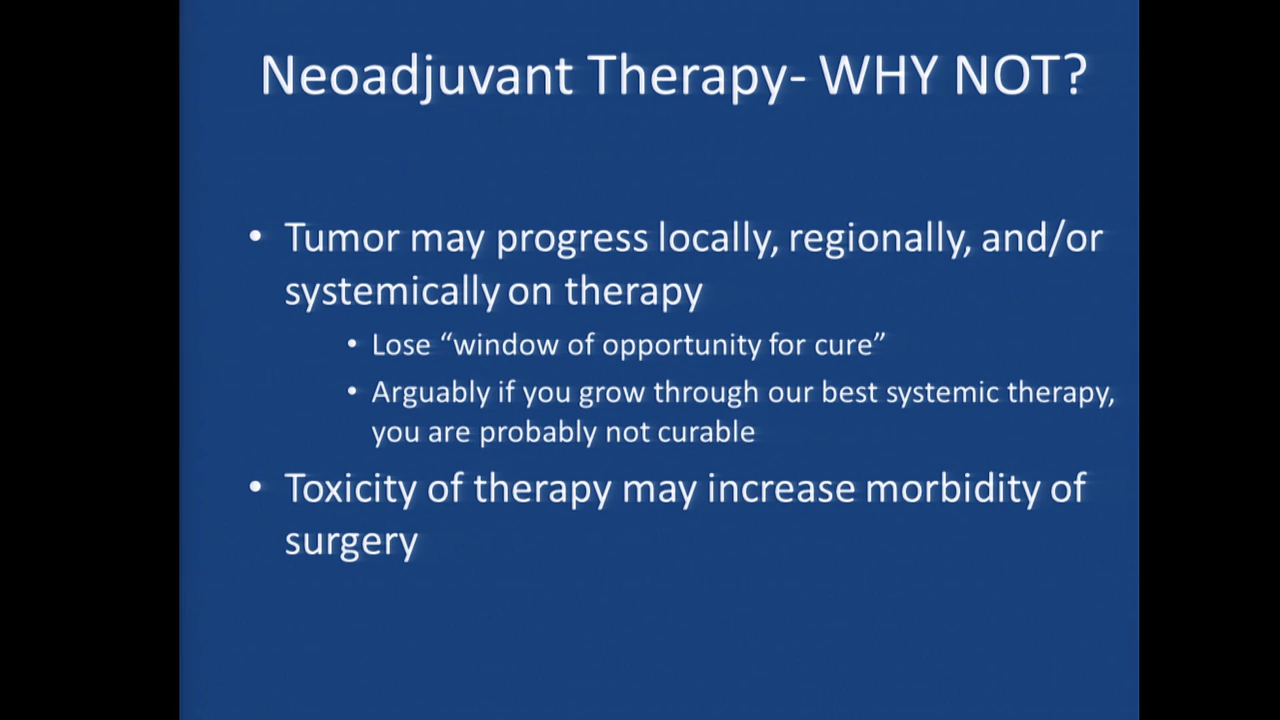 Neoadjuvant Therapy- WHY NOT?
• Tumor may progress locally, regionally, and/or
systemically on therapy
• Lose “window of opportunity for cure”
• Arguably if you grow through our best systemic therapy,
you are probably not curable
• Toxicity of therapy may increase morbidity of
surgery